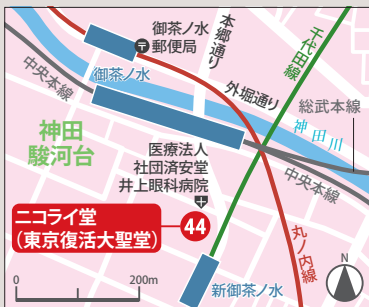 御茶ノ水
郵便局
本郷通り
千代田線
御茶ノ水
外堀通り
中央本線
総武本線
神田川
神田
駿河台
医療法人
社団済安堂
井上眼科病院
中央本線
ニコライ堂
(東京復活大聖堂)
44
丸ノ内線
新御茶ノ水
0 200m
N